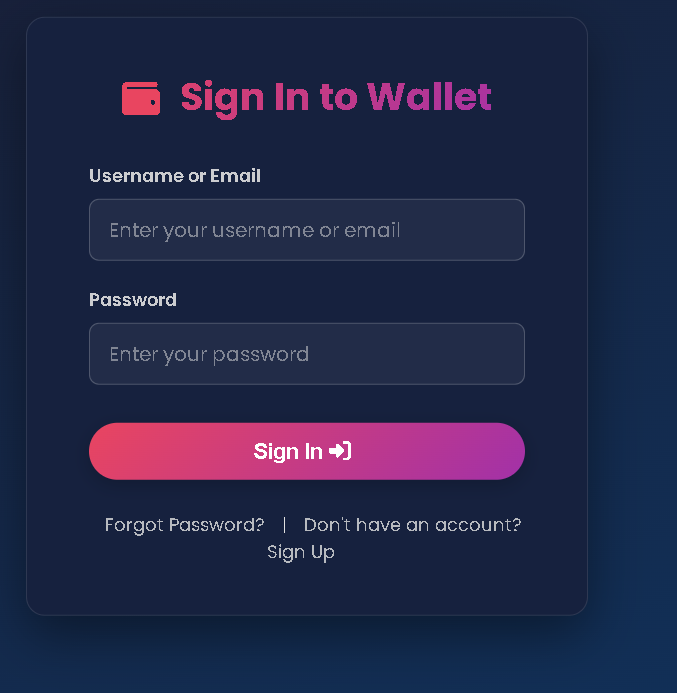 Sign In to Wallet
Username or Email
Enter your username or email
Password
Enter your password
Sign In
Forgot Password? | Don't have an account?
Sign Up